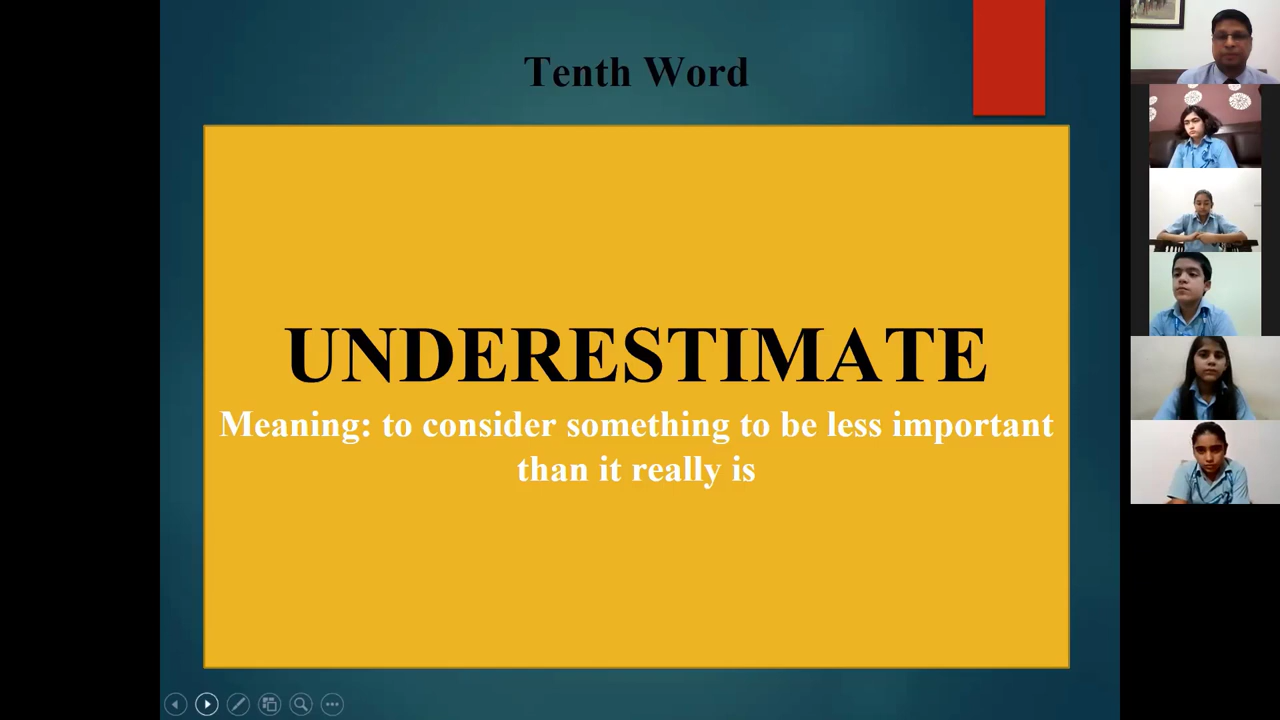 Tenth Word
UNDERESTIMATE
Meaning: to consider something to be less important
than it really is